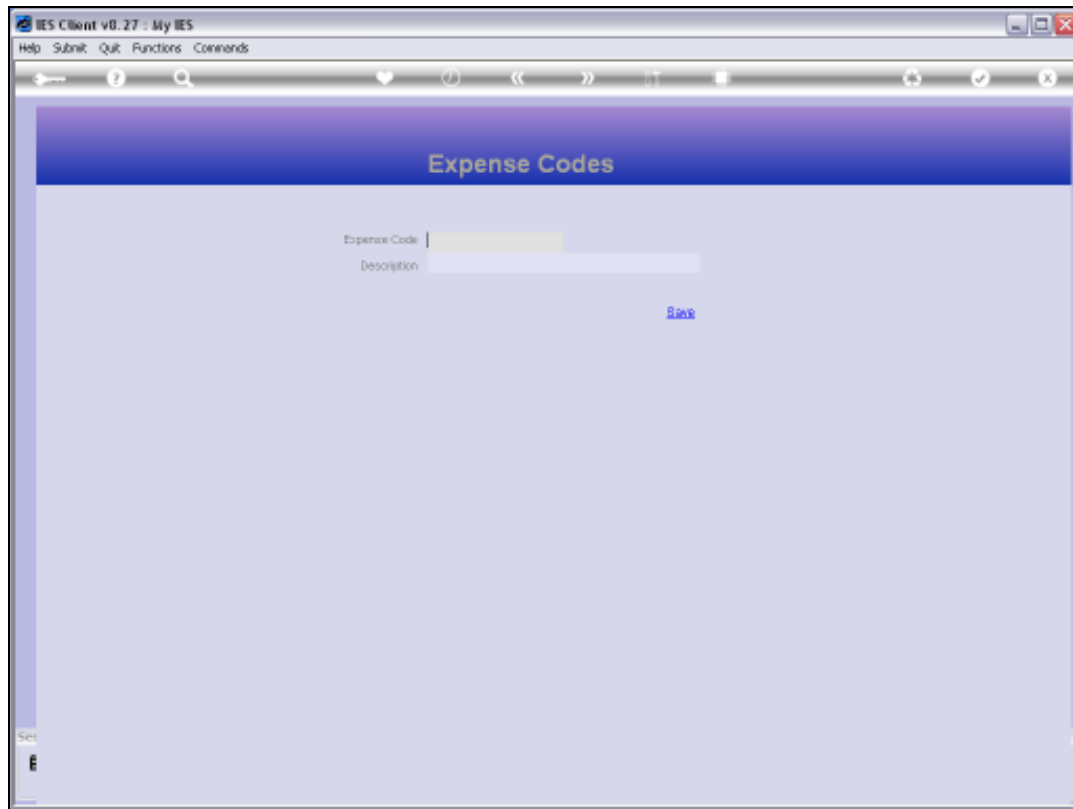 IES Client v8.27 : My IES
Help Submit Quit Functions Commands
Expense Codes
Expense Code
Description
Save